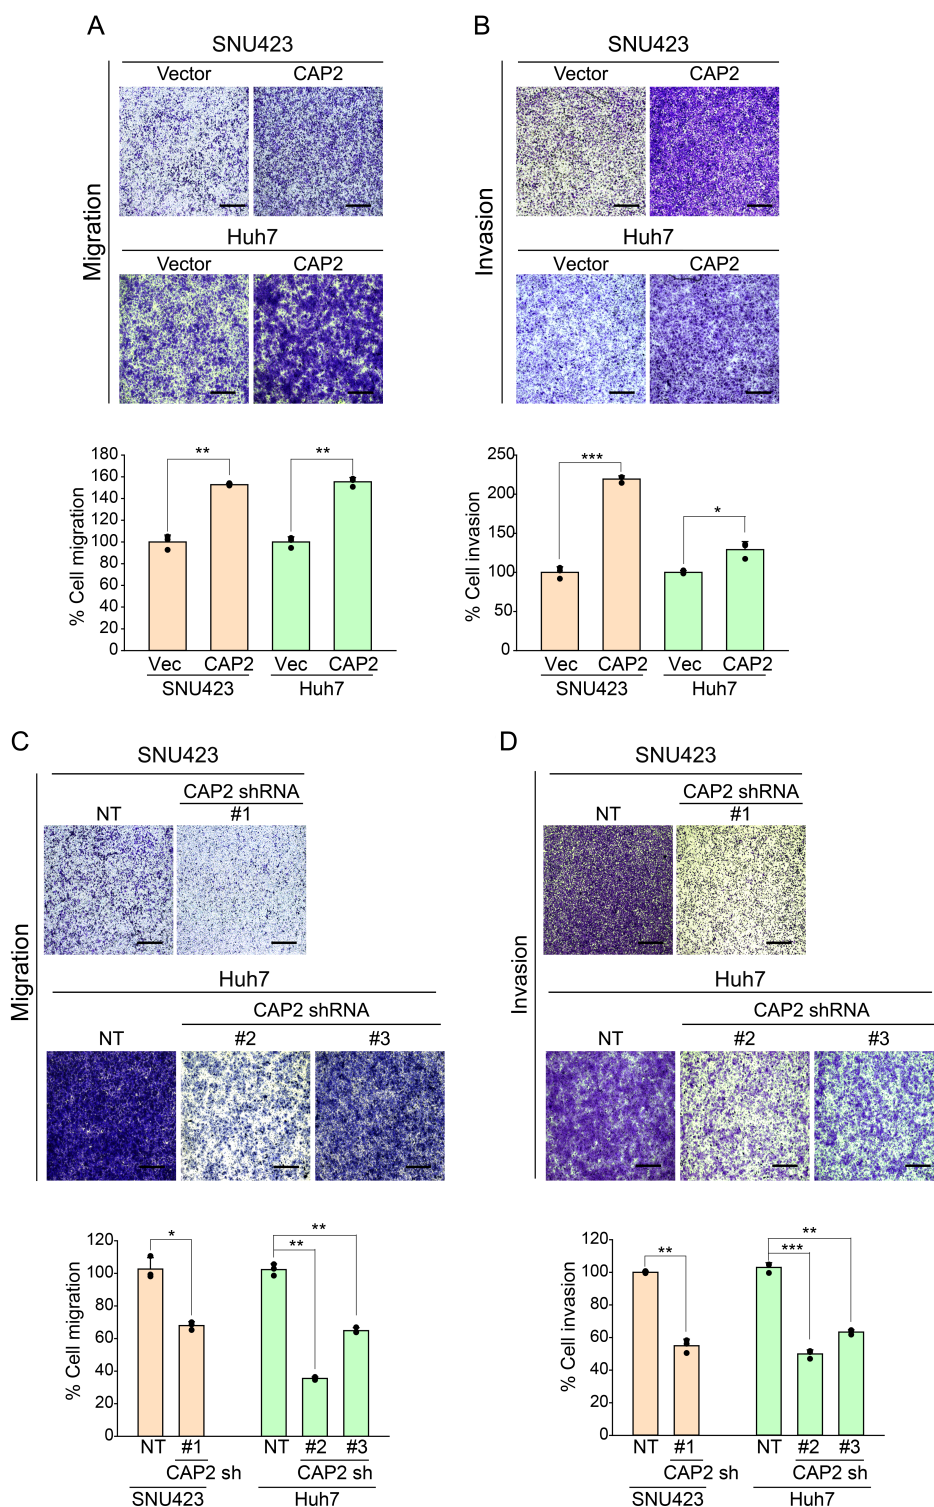 A
SNU423
Vector CAP2
Huh7
Vector CAP2
Migration
180
160
140
120
100
80
60
40
20
0
% Cell migration
** **
Vec CAP2 Vec CAP2
SNU423 Huh7
B
SNU423
Vector CAP2
Huh7
Vector CAP2
Invasion
250
200
150
100
50
0
% Cell invasion
*** *
Vec CAP2 Vec CAP2
SNU423 Huh7
C
SNU423
CAP2 shRNA
NT #1
Huh7
CAP2 shRNA
NT #2 #3
Migration
120
100
80
60
40
20
0
% Cell migration
* ** **
NT #1 NT #2 #3
CAP2 sh CAP2 sh
SNU423 Huh7
D
SNU423
CAP2 shRNA
NT #1
Huh7
CAP2 shRNA
NT #2 #3
Invasion
120
100
80
60
40
20
0
% Cell invasion
** *** **
NT #1 NT #2 #3
CAP2 sh CAP2 sh
SNU423 Huh7